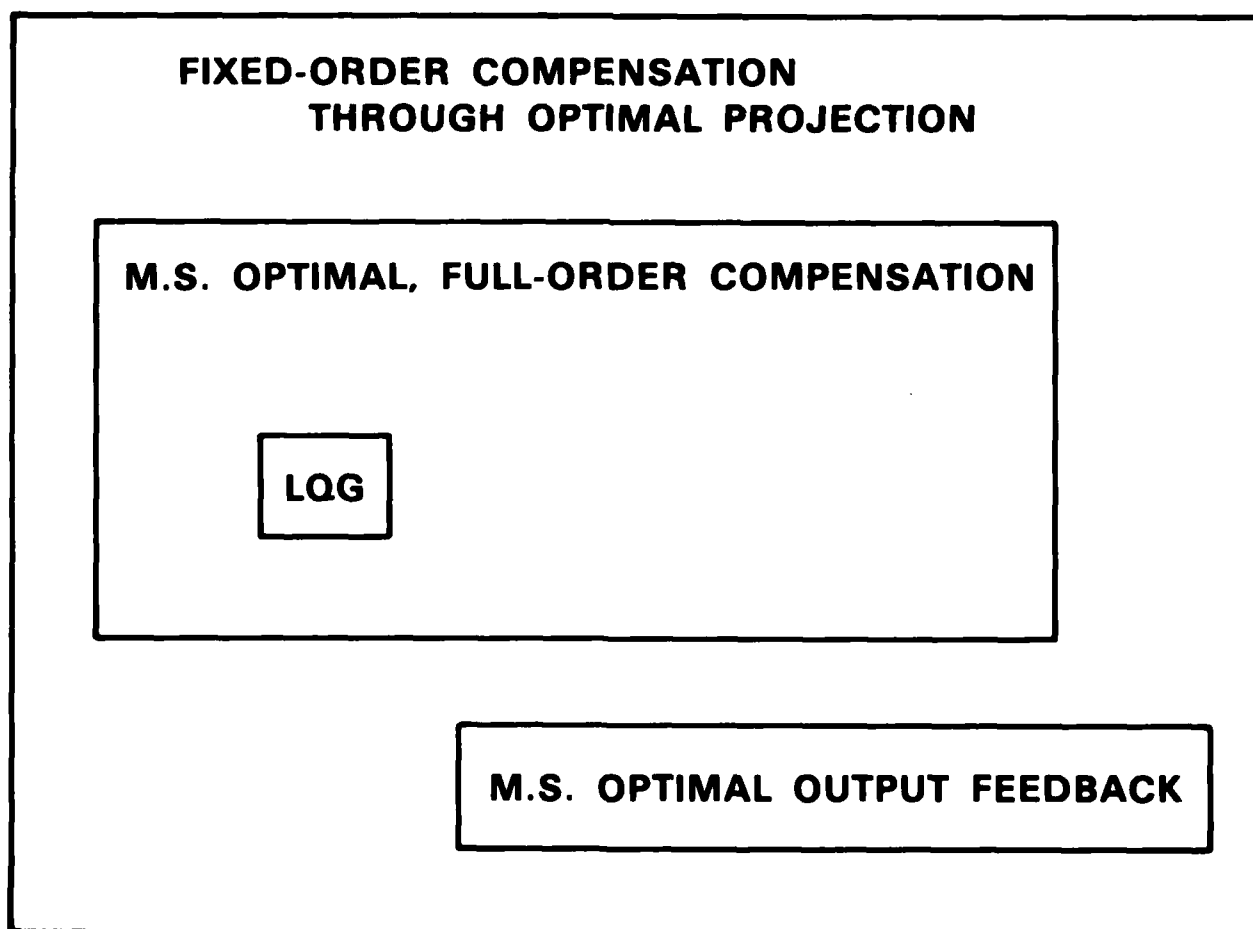 FIXED-ORDER COMPENSATION
THROUGH OPTIMAL PROJECTION
M.S. OPTIMAL, FULL-ORDER COMPENSATION
LQG
M.S. OPTIMAL OUTPUT FEEDBACK